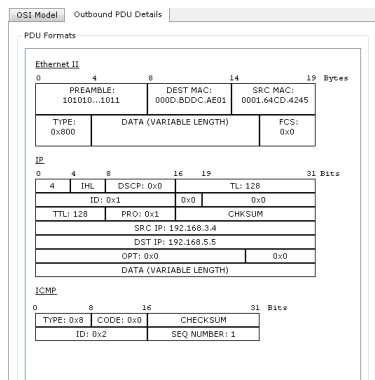 OSI Model Outbound PDU Details
PDU Formats
Ethernet II
0 4 8 14 19 Bytes
PREAMBLE: 101010...1011 DEST MAC: 000D.BDDC.AE01 SRC MAC: 0001.64CD.4245
TYPE: 0x800 DATA (VARIABLE LENGTH) FCS: 0x0
IP
0 4 8 16 19 31 Bits
4 IHL DSCP: 0x0 TL: 128
ID: 0x1 0x0 0x0
TTL: 128 PRO: 0x1 CHKSUM
SRC IP: 192.168.3.4
DST IP: 192.168.5.5
OPT: 0x0 0x0
DATA (VARIABLE LENGTH)
ICMP
0 8 16 31 Bits
TYPE: 0x8 CODE: 0x0 CHECKSUM
ID: 0x2 SEQ NUMBER: 1